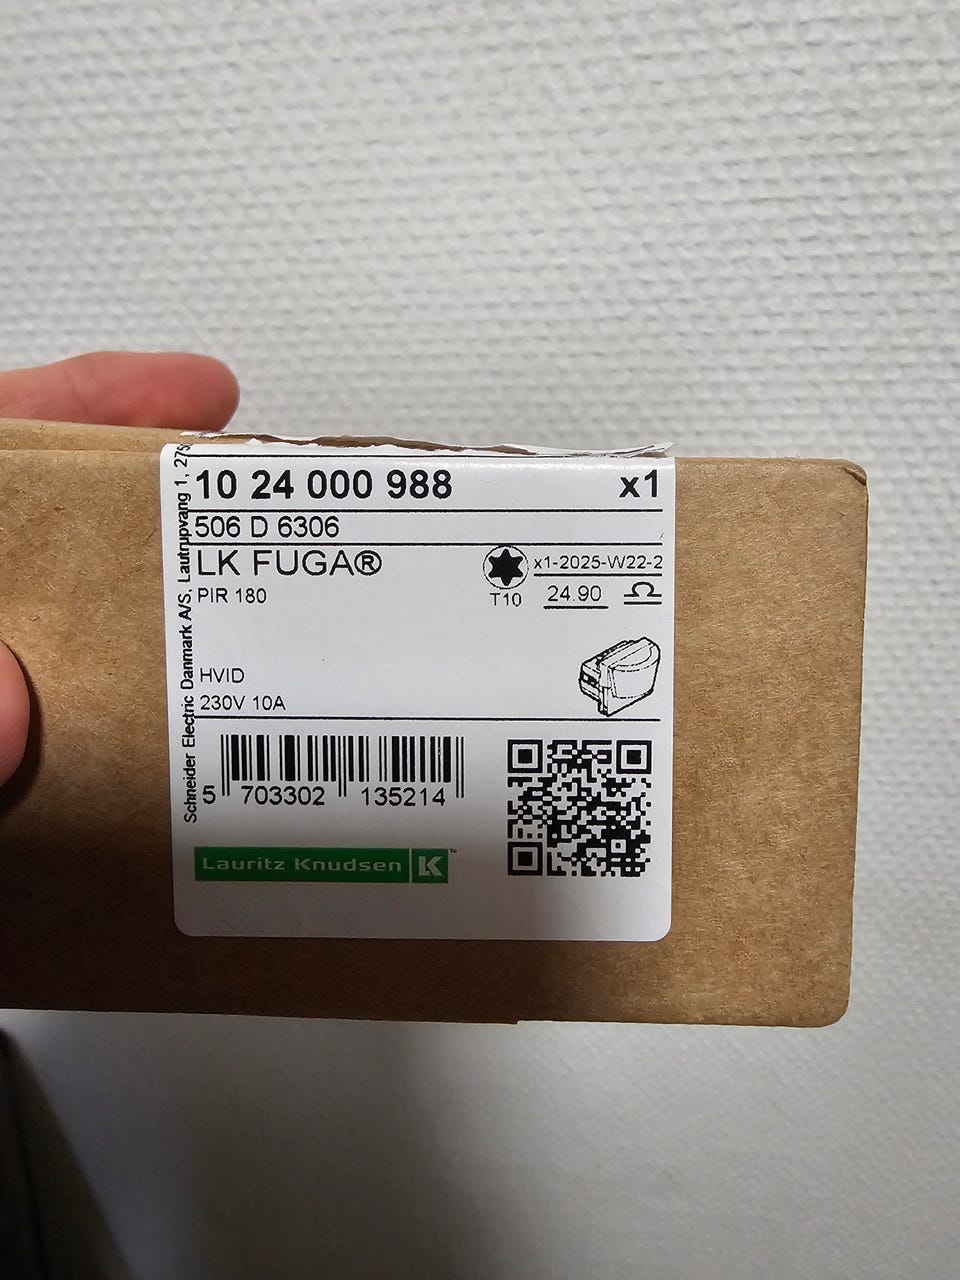 10 24 000 988 x1
506 D 6306
LK FUGA®
x1-2025-W22-2
T10 24.90
PIR 180
HVID
230V 10A
5 703302 135214
Lauritz Knudsen K™
Schneider Electric Danmark A/S, Lautrupvang 1,